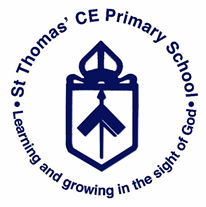 • St Thomas' CE Primary School •
Learning and growing in the sight of God